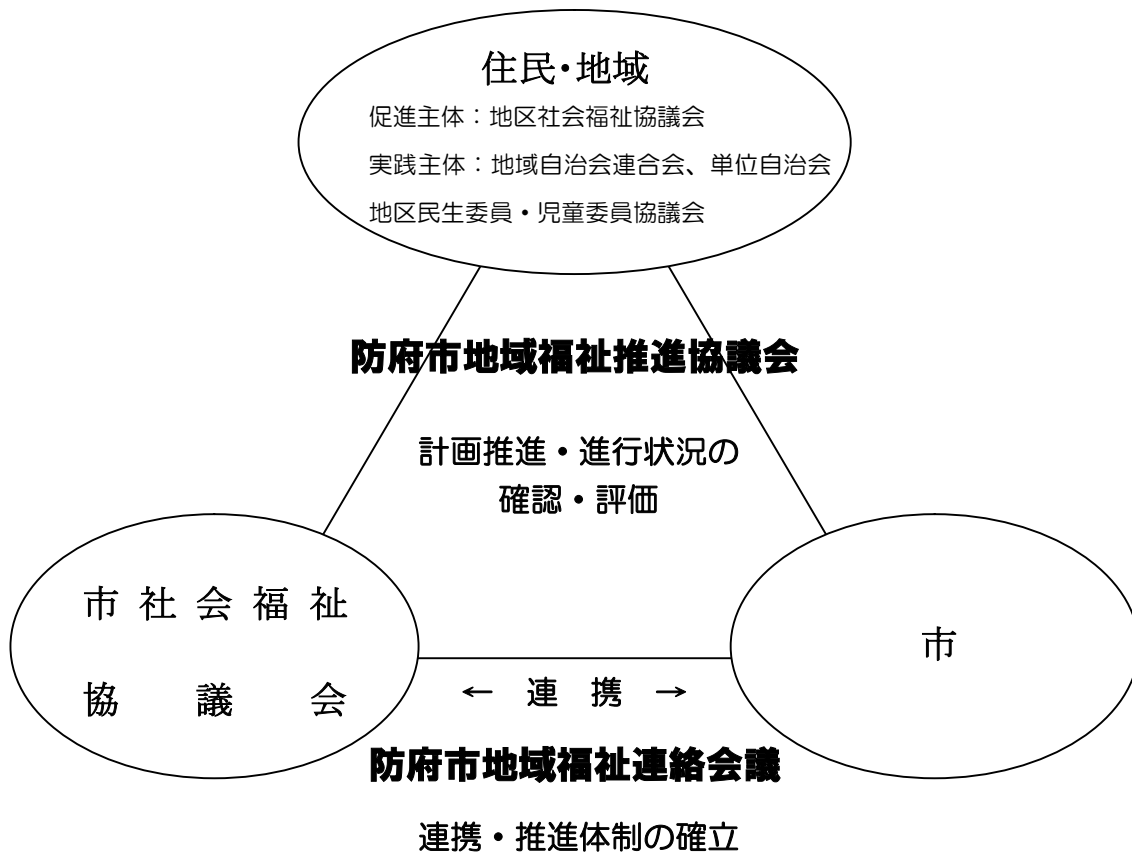 住民・地域
促進主体：地区社会福祉協議会
実践主体：地域自治会連合会、単位自治会
地区民生委員・児童委員協議会
防府市地域福祉推進協議会
計画推進・進行状況の
確認・評価
市社会福祉
協議会
市
← 連携 →
防府市地域福祉連絡会議
連携・推進体制の確立